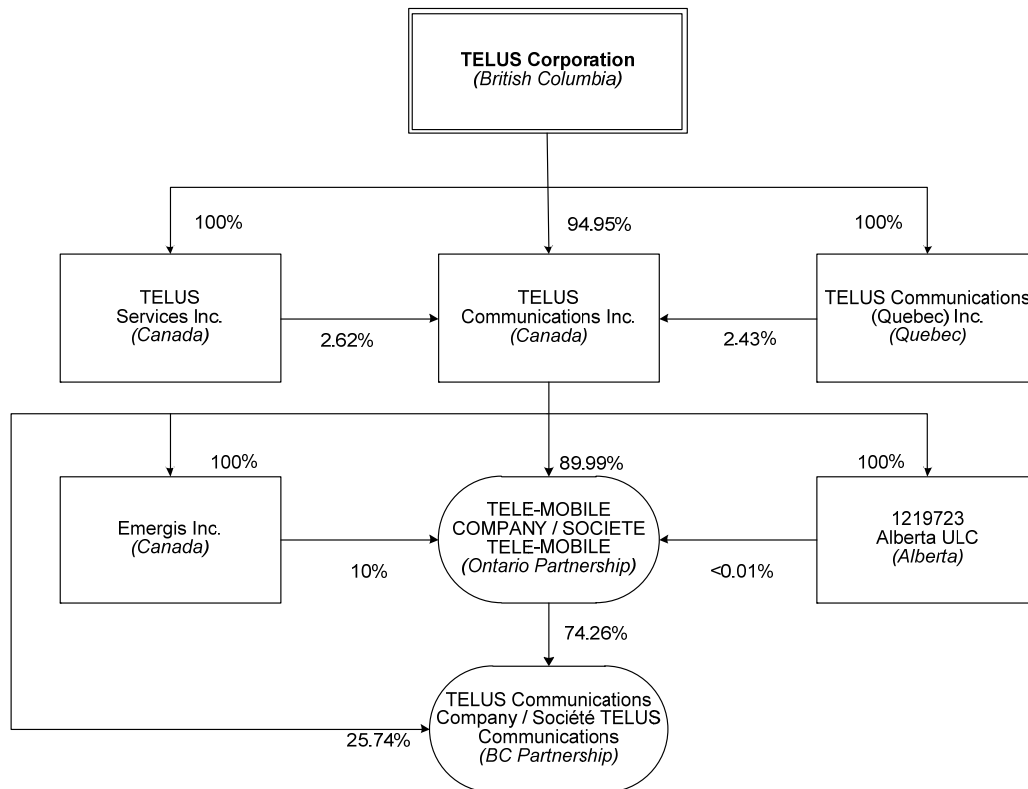 TELUS Corporation
(British Columbia)
100%
94.95%
100%
TELUS
Services Inc.
(Canada)
2.62%
TELUS
Communications Inc.
(Canada)
2.43%
TELUS Communications
(Quebec) Inc.
(Quebec)
100%
89.99%
100%
Emergis Inc.
(Canada)
10%
TELE-MOBILE
COMPANY / SOCIETE
TELE-MOBILE
(Ontario Partnership)
<0.01%
1219723
Alberta ULC
(Alberta)
74.26%
25.74%
TELUS Communications
Company / Société TELUS
Communications
(BC Partnership)